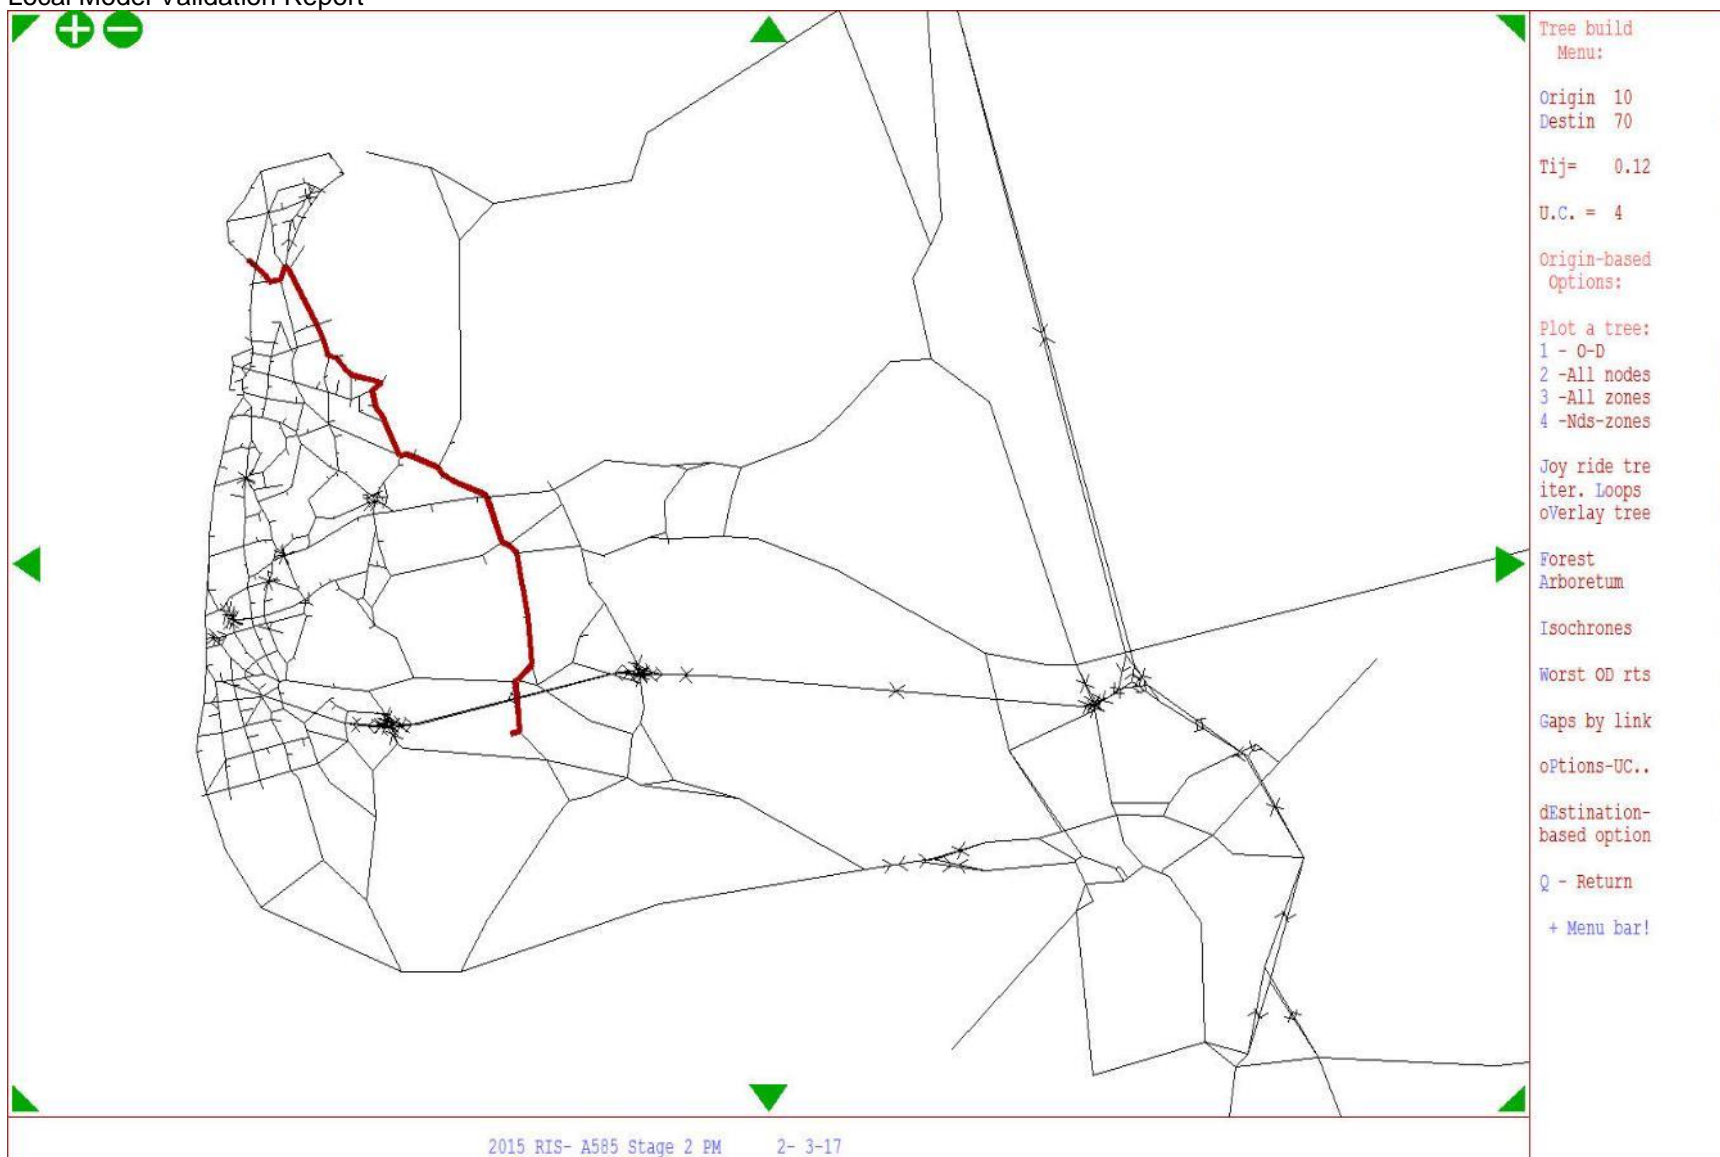 Local Model Validation Report
Tree build
Menu:
Origin 10
Destin 70
Tij= 0.12
U.C. = 4
Origin-based
Options:
Plot a tree:
1 - O-D
2 -All nodes
3 -All zones
4 -Nds-zones
Joy ride tre
iter. Loops
oVerlay tree
Forest
Arboretum
Isochrones
Worst OD rts
Gaps by link
oPtions-UC..
dEstination-
based option
Q - Return
+ Menu bar!
2015 RIS- A585 Stage 2 PM 2- 3-17